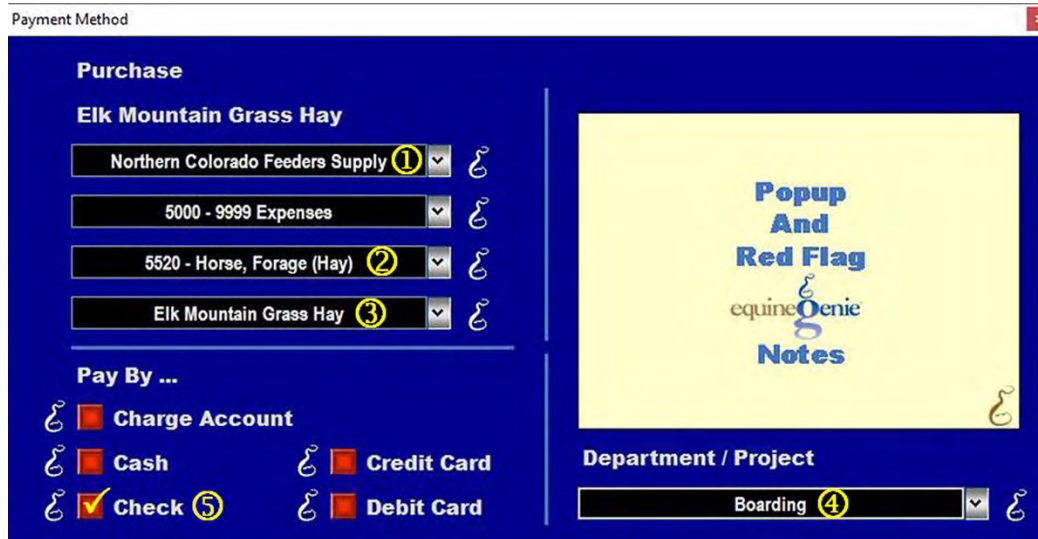 Payment Method
Purchase
Elk Mountain Grass Hay
Northern Colorado Feeders Supply ①
5000 - 9999 Expenses
5520 - Horse, Forage (Hay) ②
Elk Mountain Grass Hay ③
Pay By ...
Charge Account
Cash
Credit Card
Check ⑤
Debit Card
Popup
And
Red Flag
equinegenie
Notes
Department / Project
Boarding ④